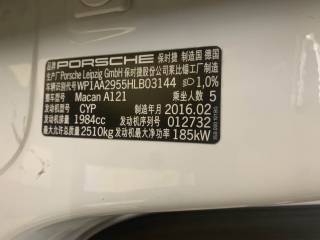 品牌 PORSCHE 保时捷 制造国 德国
厂名 Porsche Leipzig GmbH 保时捷股份公司莱比锡工厂制造
车辆识别代号 WP1AA2955HLB03144 1,0%
整车型号 Macan A121 乘坐人数 5
发动机型号 CYP 制造年月 2016.02
发动机排量 1984cc 发动机序列号 012732
最大允许总质量 2510kg 发动机最大净功率 185kW